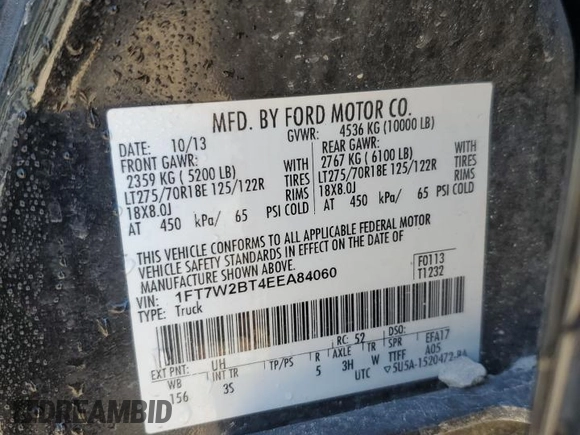 MFD. BY FORD MOTOR CO.
DATE: 10/13 GVWR: 4536 KG (10000 LB)
FRONT GAWR: REAR GAWR:
2359 KG ( 5200 LB) WITH 2767 KG ( 6100 LB) WITH
LT275/70R18E 125/122R TIRES LT275/70R18E 125/122R TIRES
18X8.0J RIMS 18X8.0J RIMS
AT 450 kPa/ 65 PSI COLD AT 450 kPa/ 65 PSI COLD
THIS VEHICLE CONFORMS TO ALL APPLICABLE FEDERAL MOTOR
VEHICLE SAFETY STANDARDS IN EFFECT ON THE DATE OF
MANUFACTURE SHOWN ABOVE.
F0113
T1232
VIN: 1FT7W2BT4EEA84060
TYPE: Truck
EXT PNT: UH RC: 52 DSO:
WB INT TR TP/PS R AXLE TR SPR EFA17
156 3S 5 3H W TTFF A05
UTC
DREAMBID